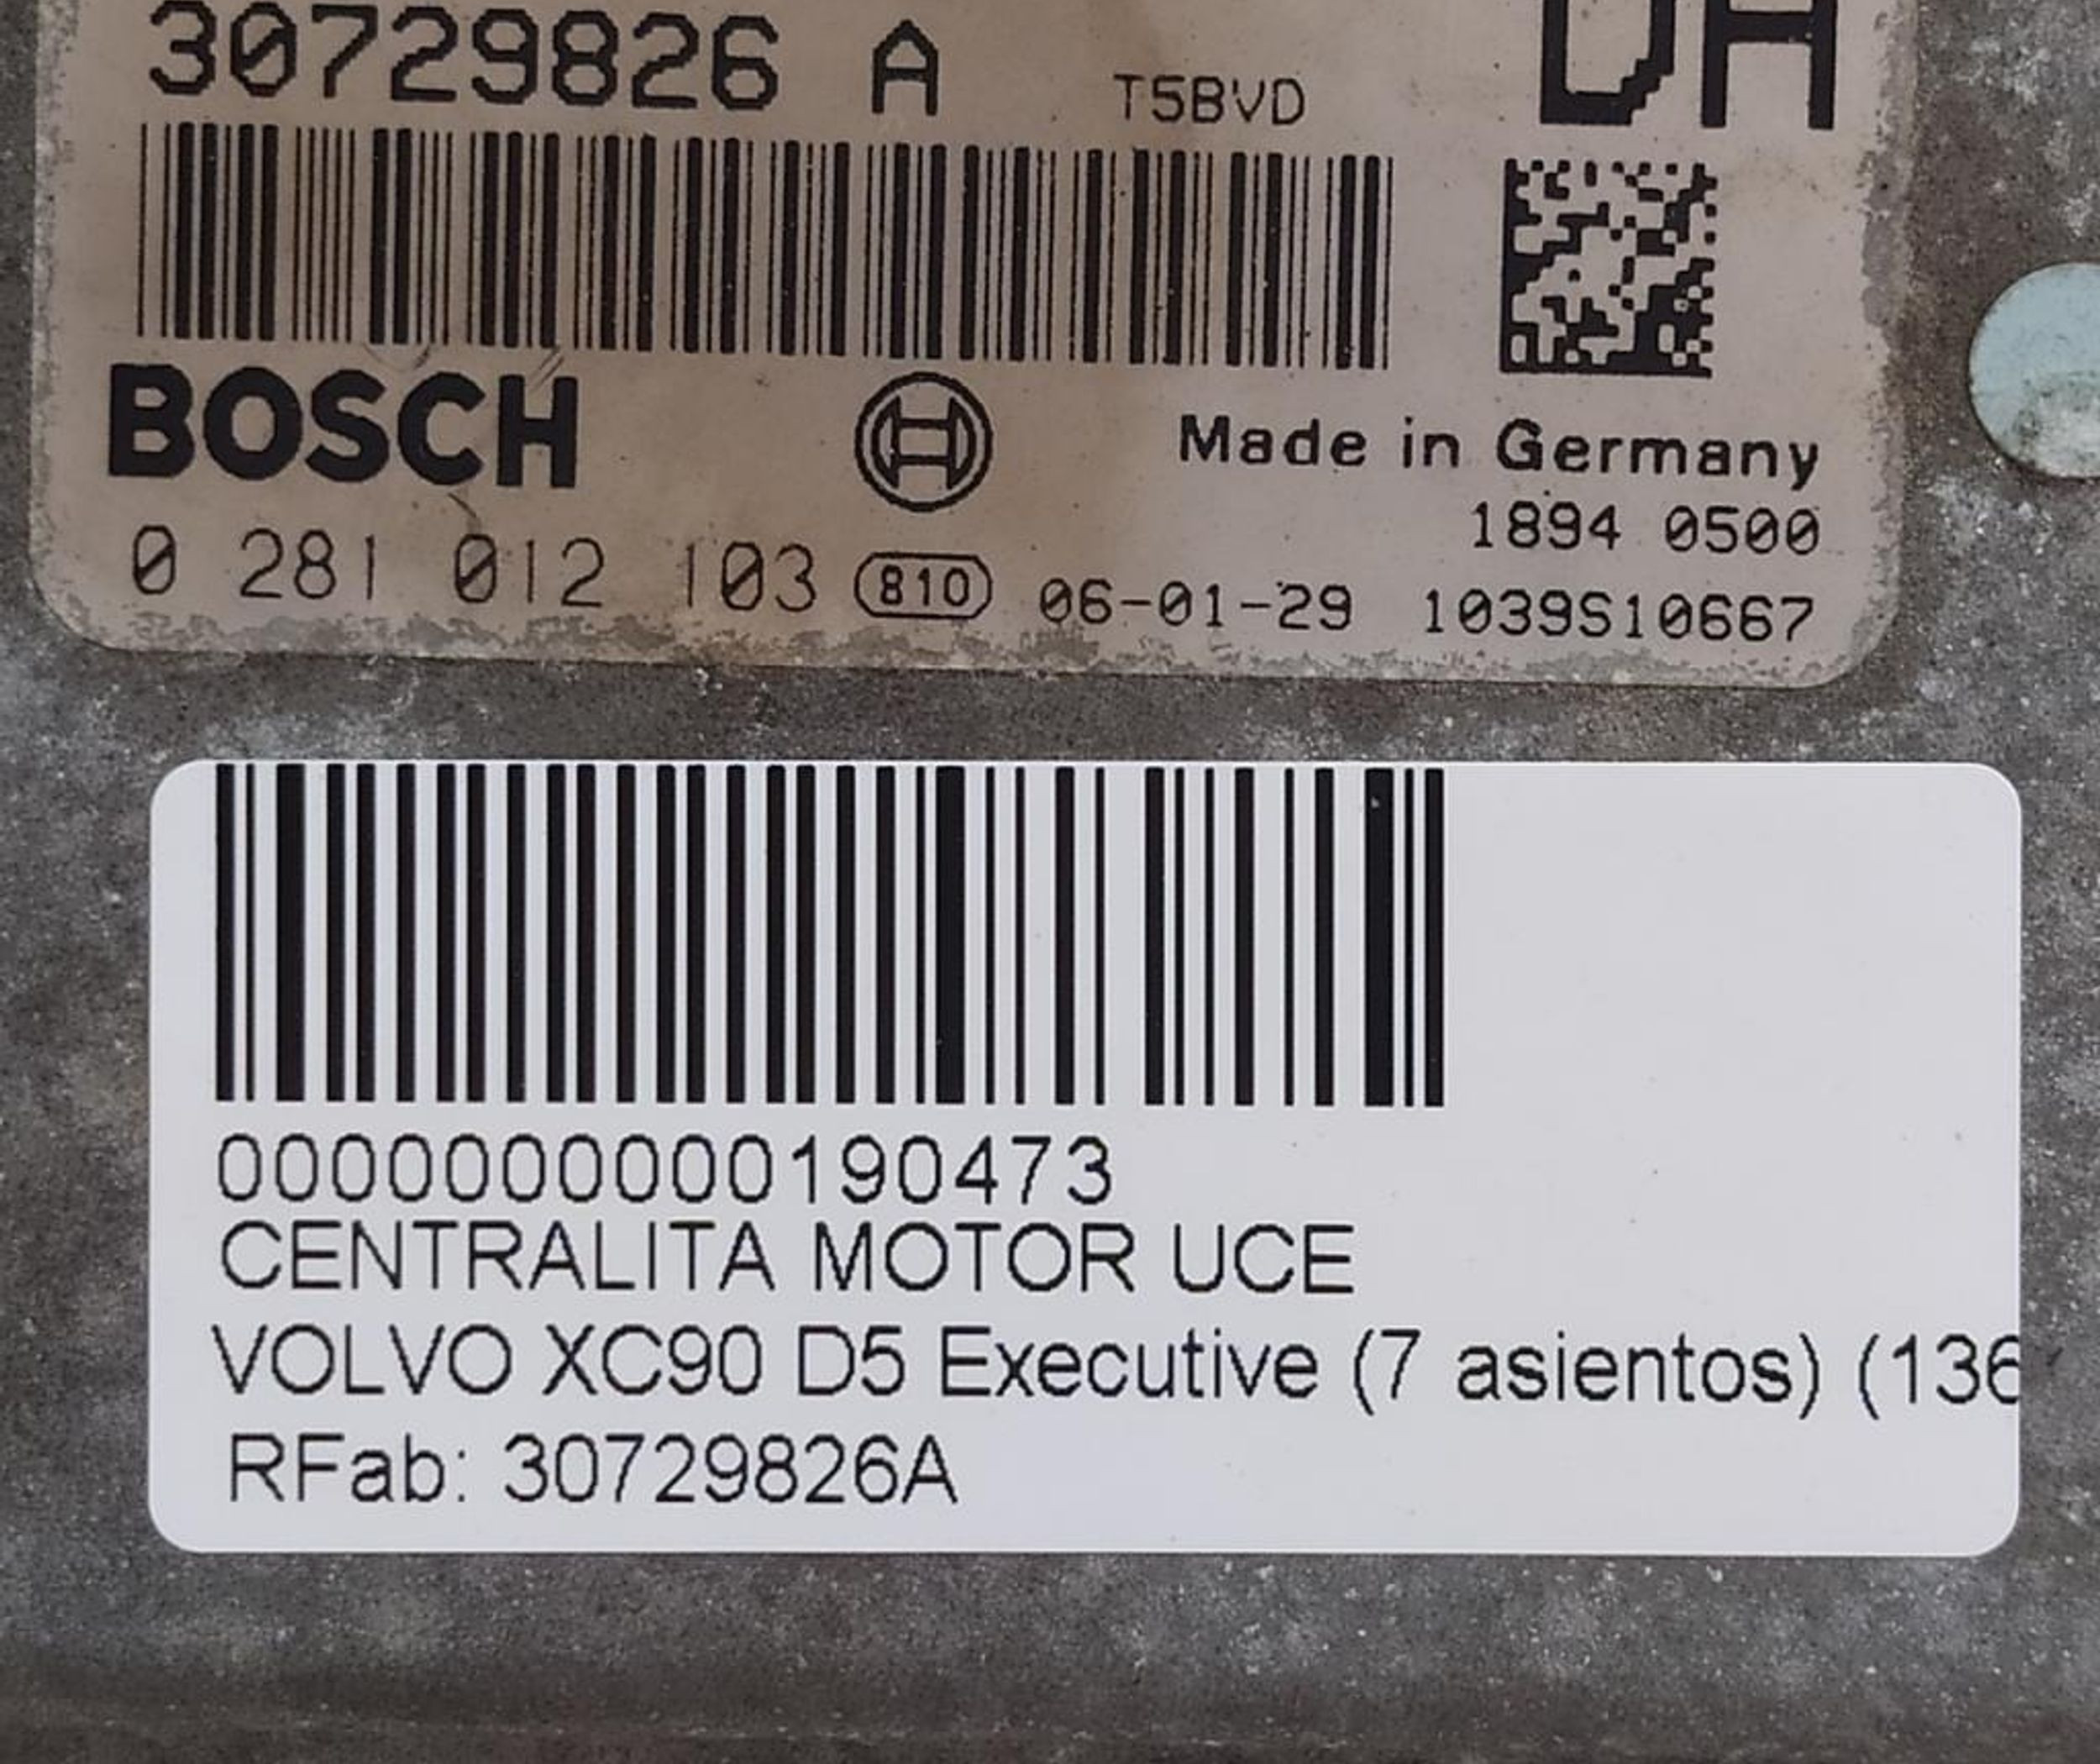 30729826 A T5BVD DA
BOSCH
Made in Germany
1894 0500
0 281 012 103 810 06-01-29 1039S10667
0000000000190473
CENTRALITA MOTOR UCE
VOLVO XC90 D5 Executive (7 asientos) (136
RFab: 30729826A